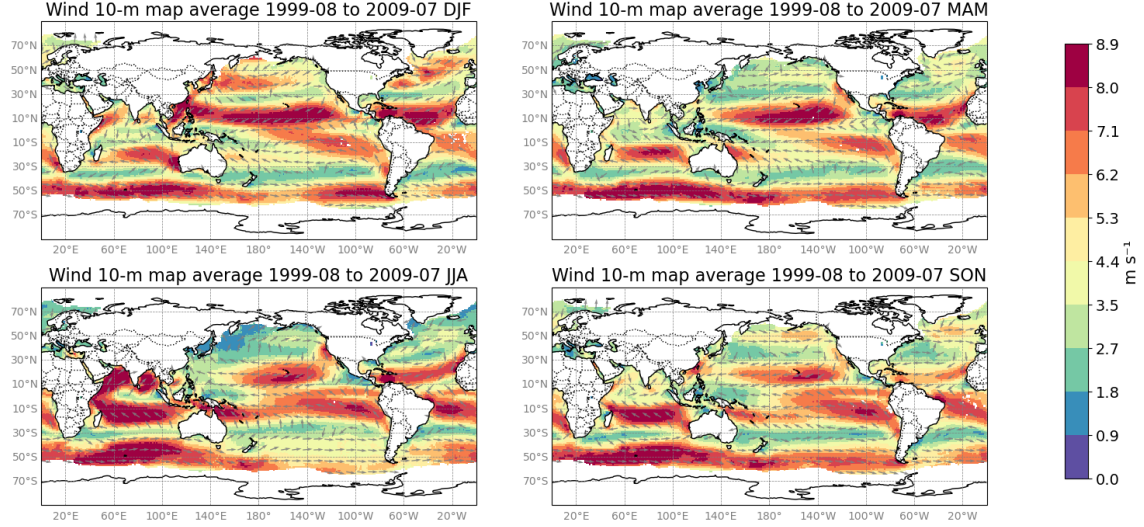 Wind 10-m map average 1999-08 to 2009-07 DJF
Wind 10-m map average 1999-08 to 2009-07 MAM
70°N
50°N
30°N
10°N
10°S
30°S
50°S
70°S
20°E 60°E 100°E 140°E 180° 140°W 100°W 60°W 20°W
70°N
50°N
30°N
10°N
10°S
30°S
50°S
70°S
20°E 60°E 100°E 140°E 180° 140°W 100°W 60°W 20°W
Wind 10-m map average 1999-08 to 2009-07 JJA
Wind 10-m map average 1999-08 to 2009-07 SON
70°N
50°N
30°N
10°N
10°S
30°S
50°S
70°S
20°E 60°E 100°E 140°E 180° 140°W 100°W 60°W 20°W
70°N
50°N
30°N
10°N
10°S
30°S
50°S
70°S
20°E 60°E 100°E 140°E 180° 140°W 100°W 60°W 20°W
8.9
8.0
7.1
6.2
5.3
4.4
3.5
2.7
1.8
0.9
0.0
m s⁻¹